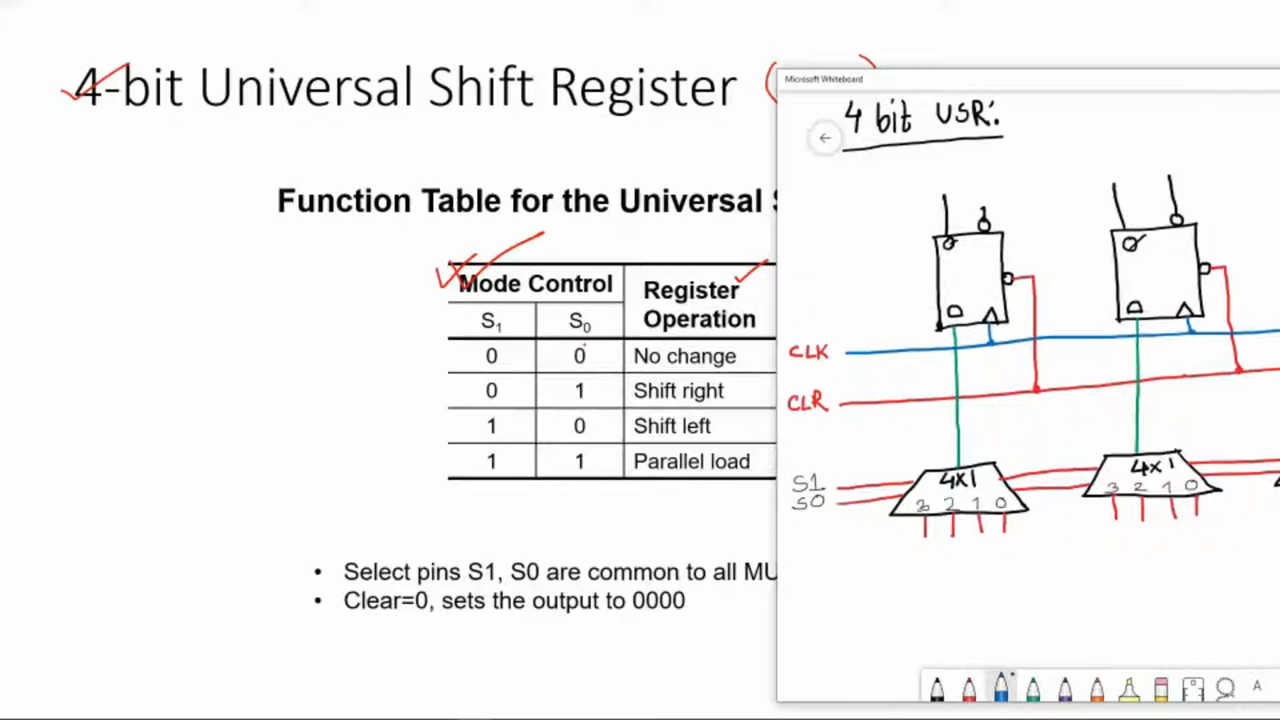 4-bit Universal Shift Register
Function Table for the Universal
Mode Control
Register
Operation
S1 S0
0 0 No change
0 1 Shift right
1 0 Shift left
1 1 Parallel load
• Select pins S1, S0 are common to all MU
• Clear=0, sets the output to 0000
Microsoft Whiteboard
4 bit USR:
CLK
CLR
S1
S0
4X1
3 2 1 0
4X1
3 2 1 0
A